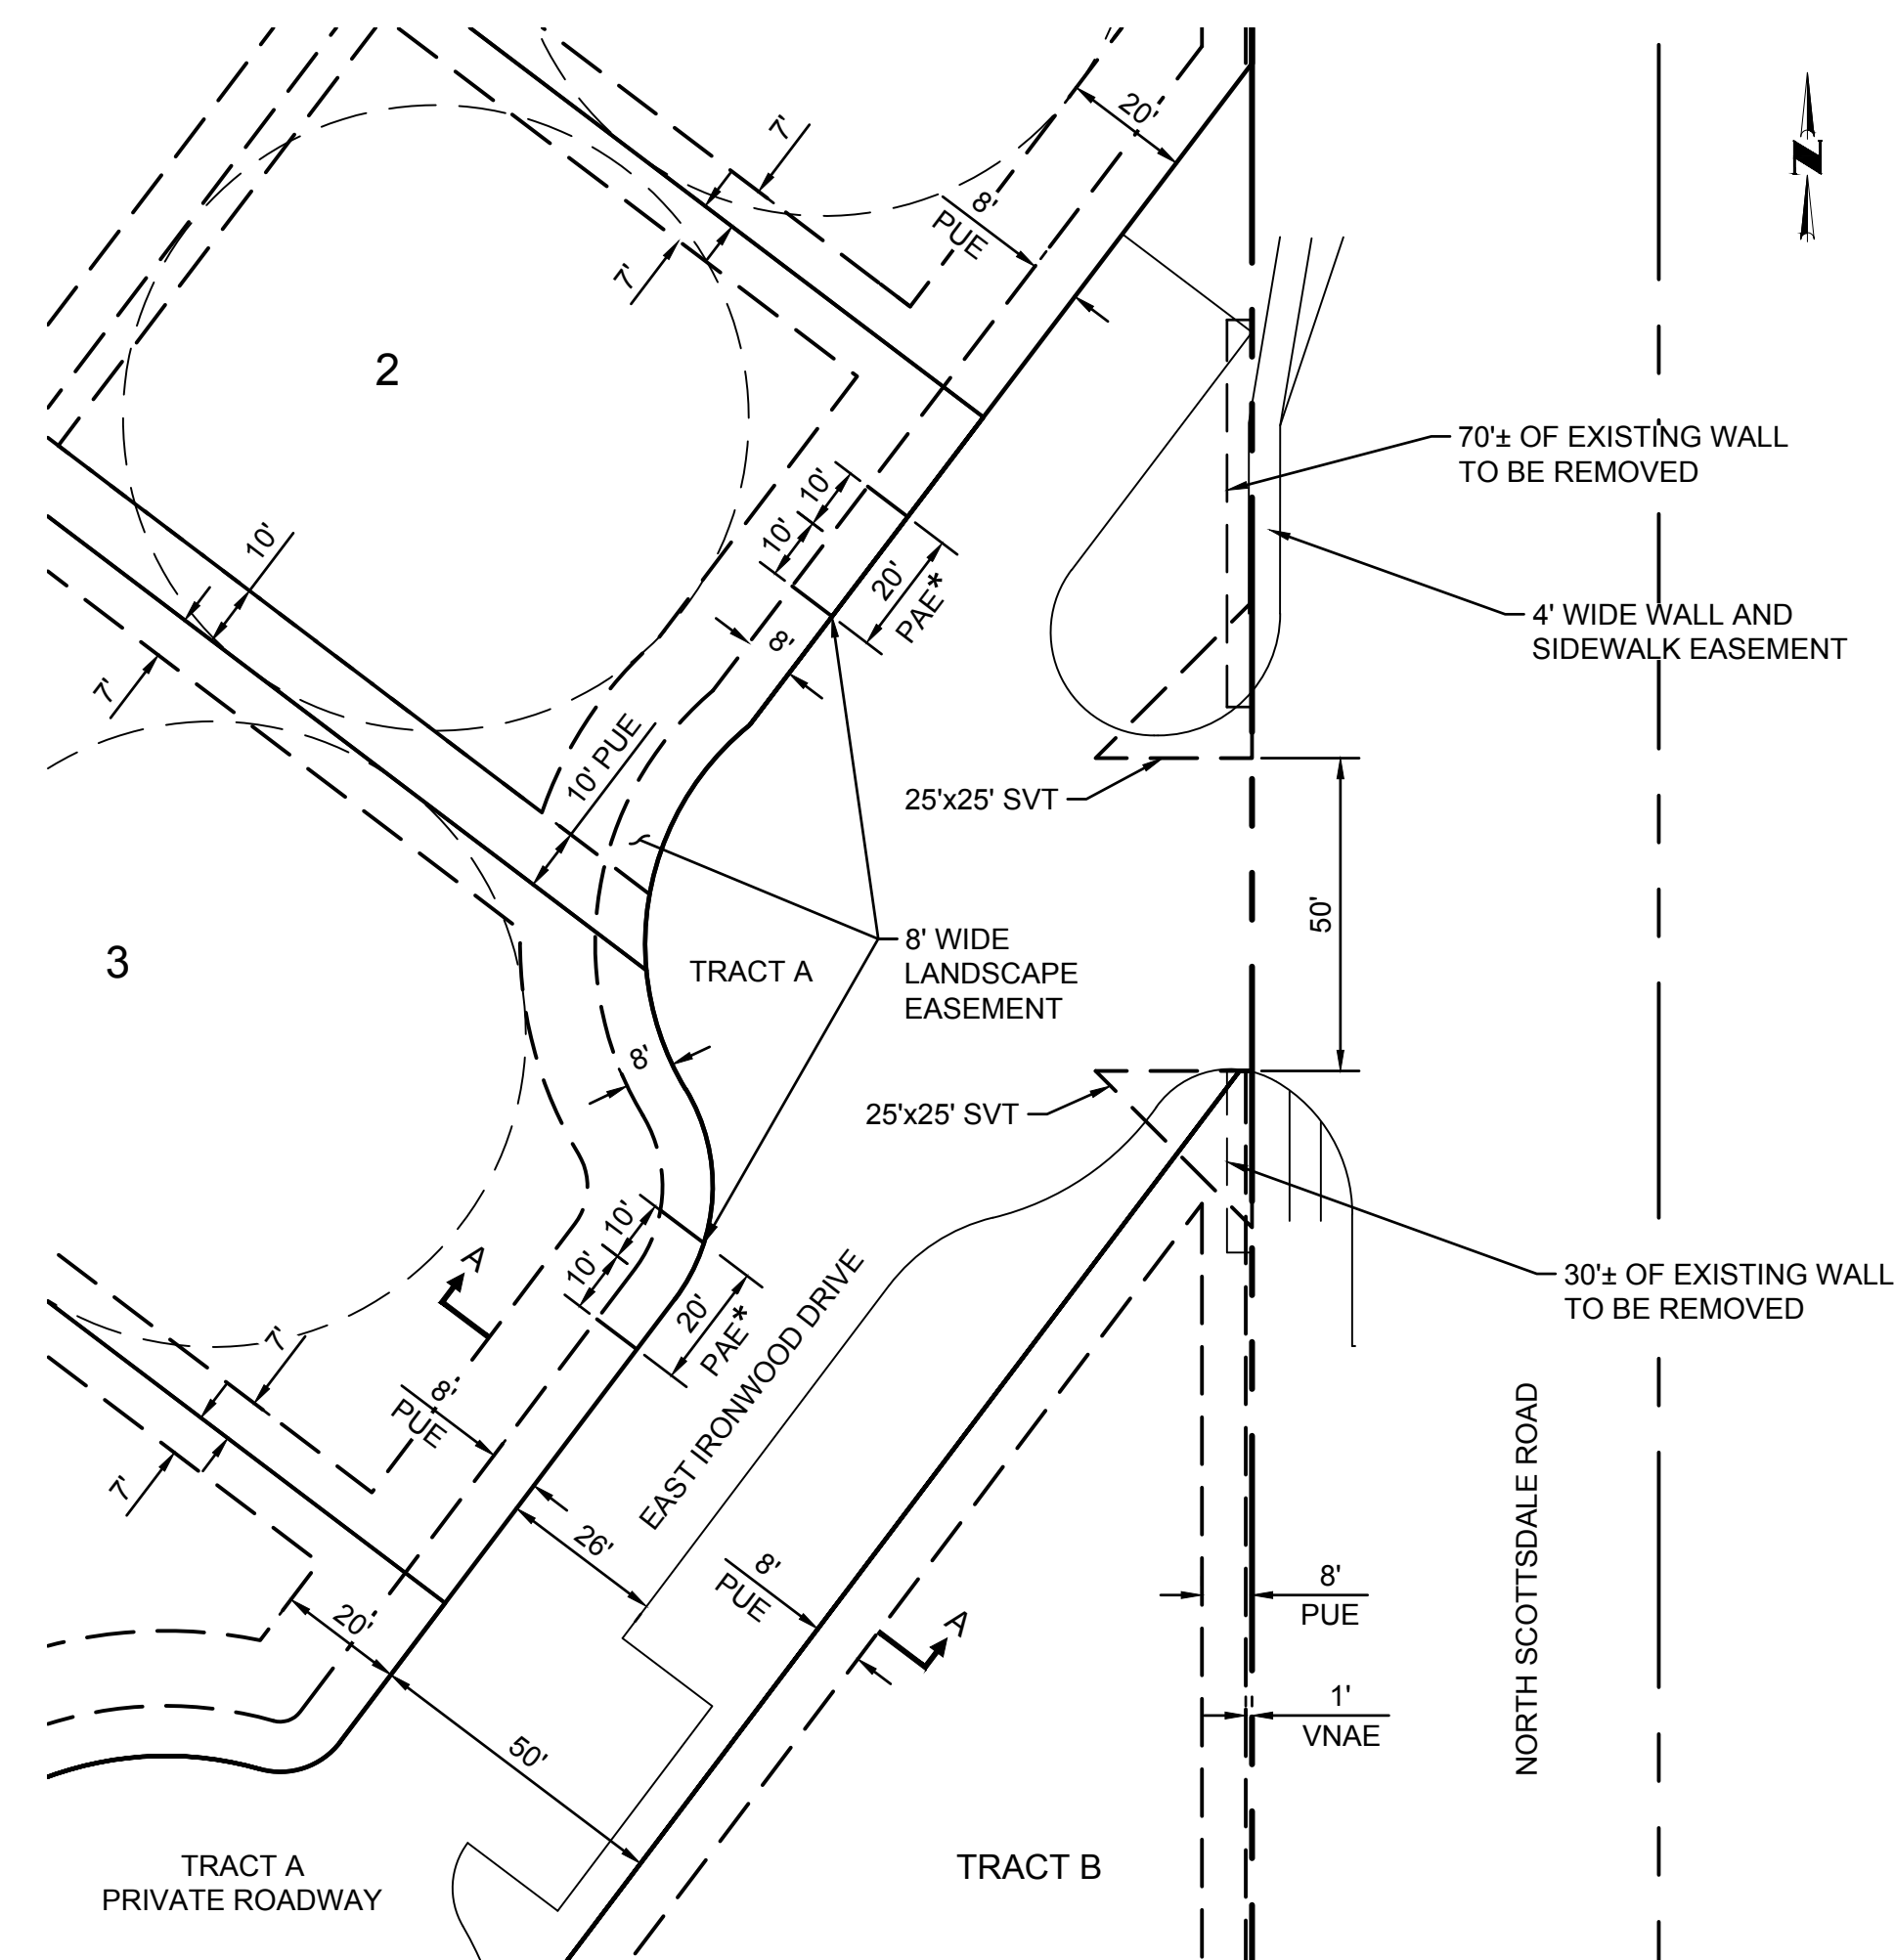 20'
7'
N
8'
PUE
7'
2
70'± OF EXISTING WALL
TO BE REMOVED
10'
10'
10'
20'
PAE*
4' WIDE WALL AND
SIDEWALK EASEMENT
8'
7'
10' PUE
25'x25' SVT
50'
3
TRACT A
8' WIDE
LANDSCAPE
EASEMENT
8'
25'x25' SVT
10'
10'
A
20'
PAE*
30'± OF EXISTING WALL
TO BE REMOVED
7'
8'
PUE
7'
EAST IRONWOOD DRIVE
26'
8'
PUE
8'
PUE
NORTH SCOTTSDALE ROAD
20'
A
1'
VNAE
50'
TRACT A
PRIVATE ROADWAY
TRACT B